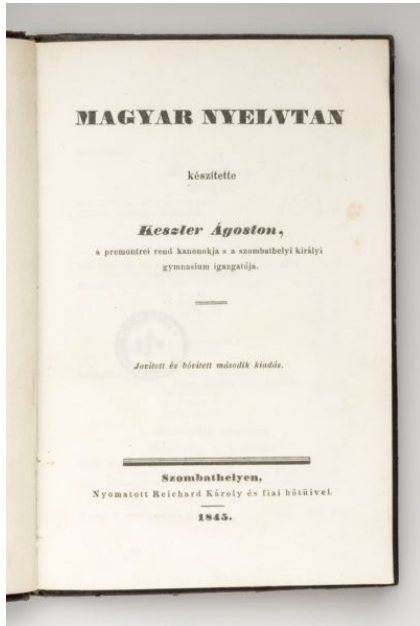 MAGYAR NYELVTAN
készítette
Keszler Ágoston,
a premontrei rend kanonokja s a szombathelyi királyi
gymnasium igazgatója.
Javított és bővített második kiadás.
Szombathelyen,
Nyomatott Reichard Károly és fiai bötüivel.
1845.